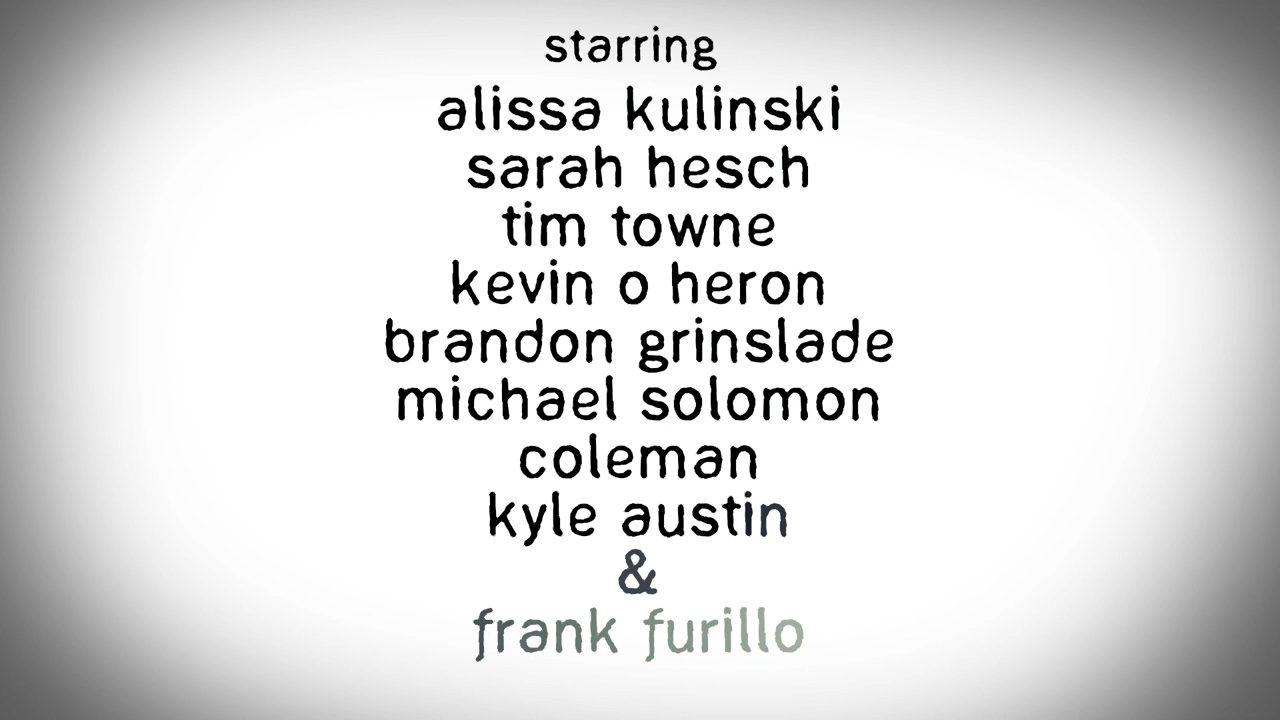 starring
alissa kulinski
sarah hesch
tim towne
kevin o heron
brandon grinslade
michael solomon
coleman
kyle austin
&
frank furillo